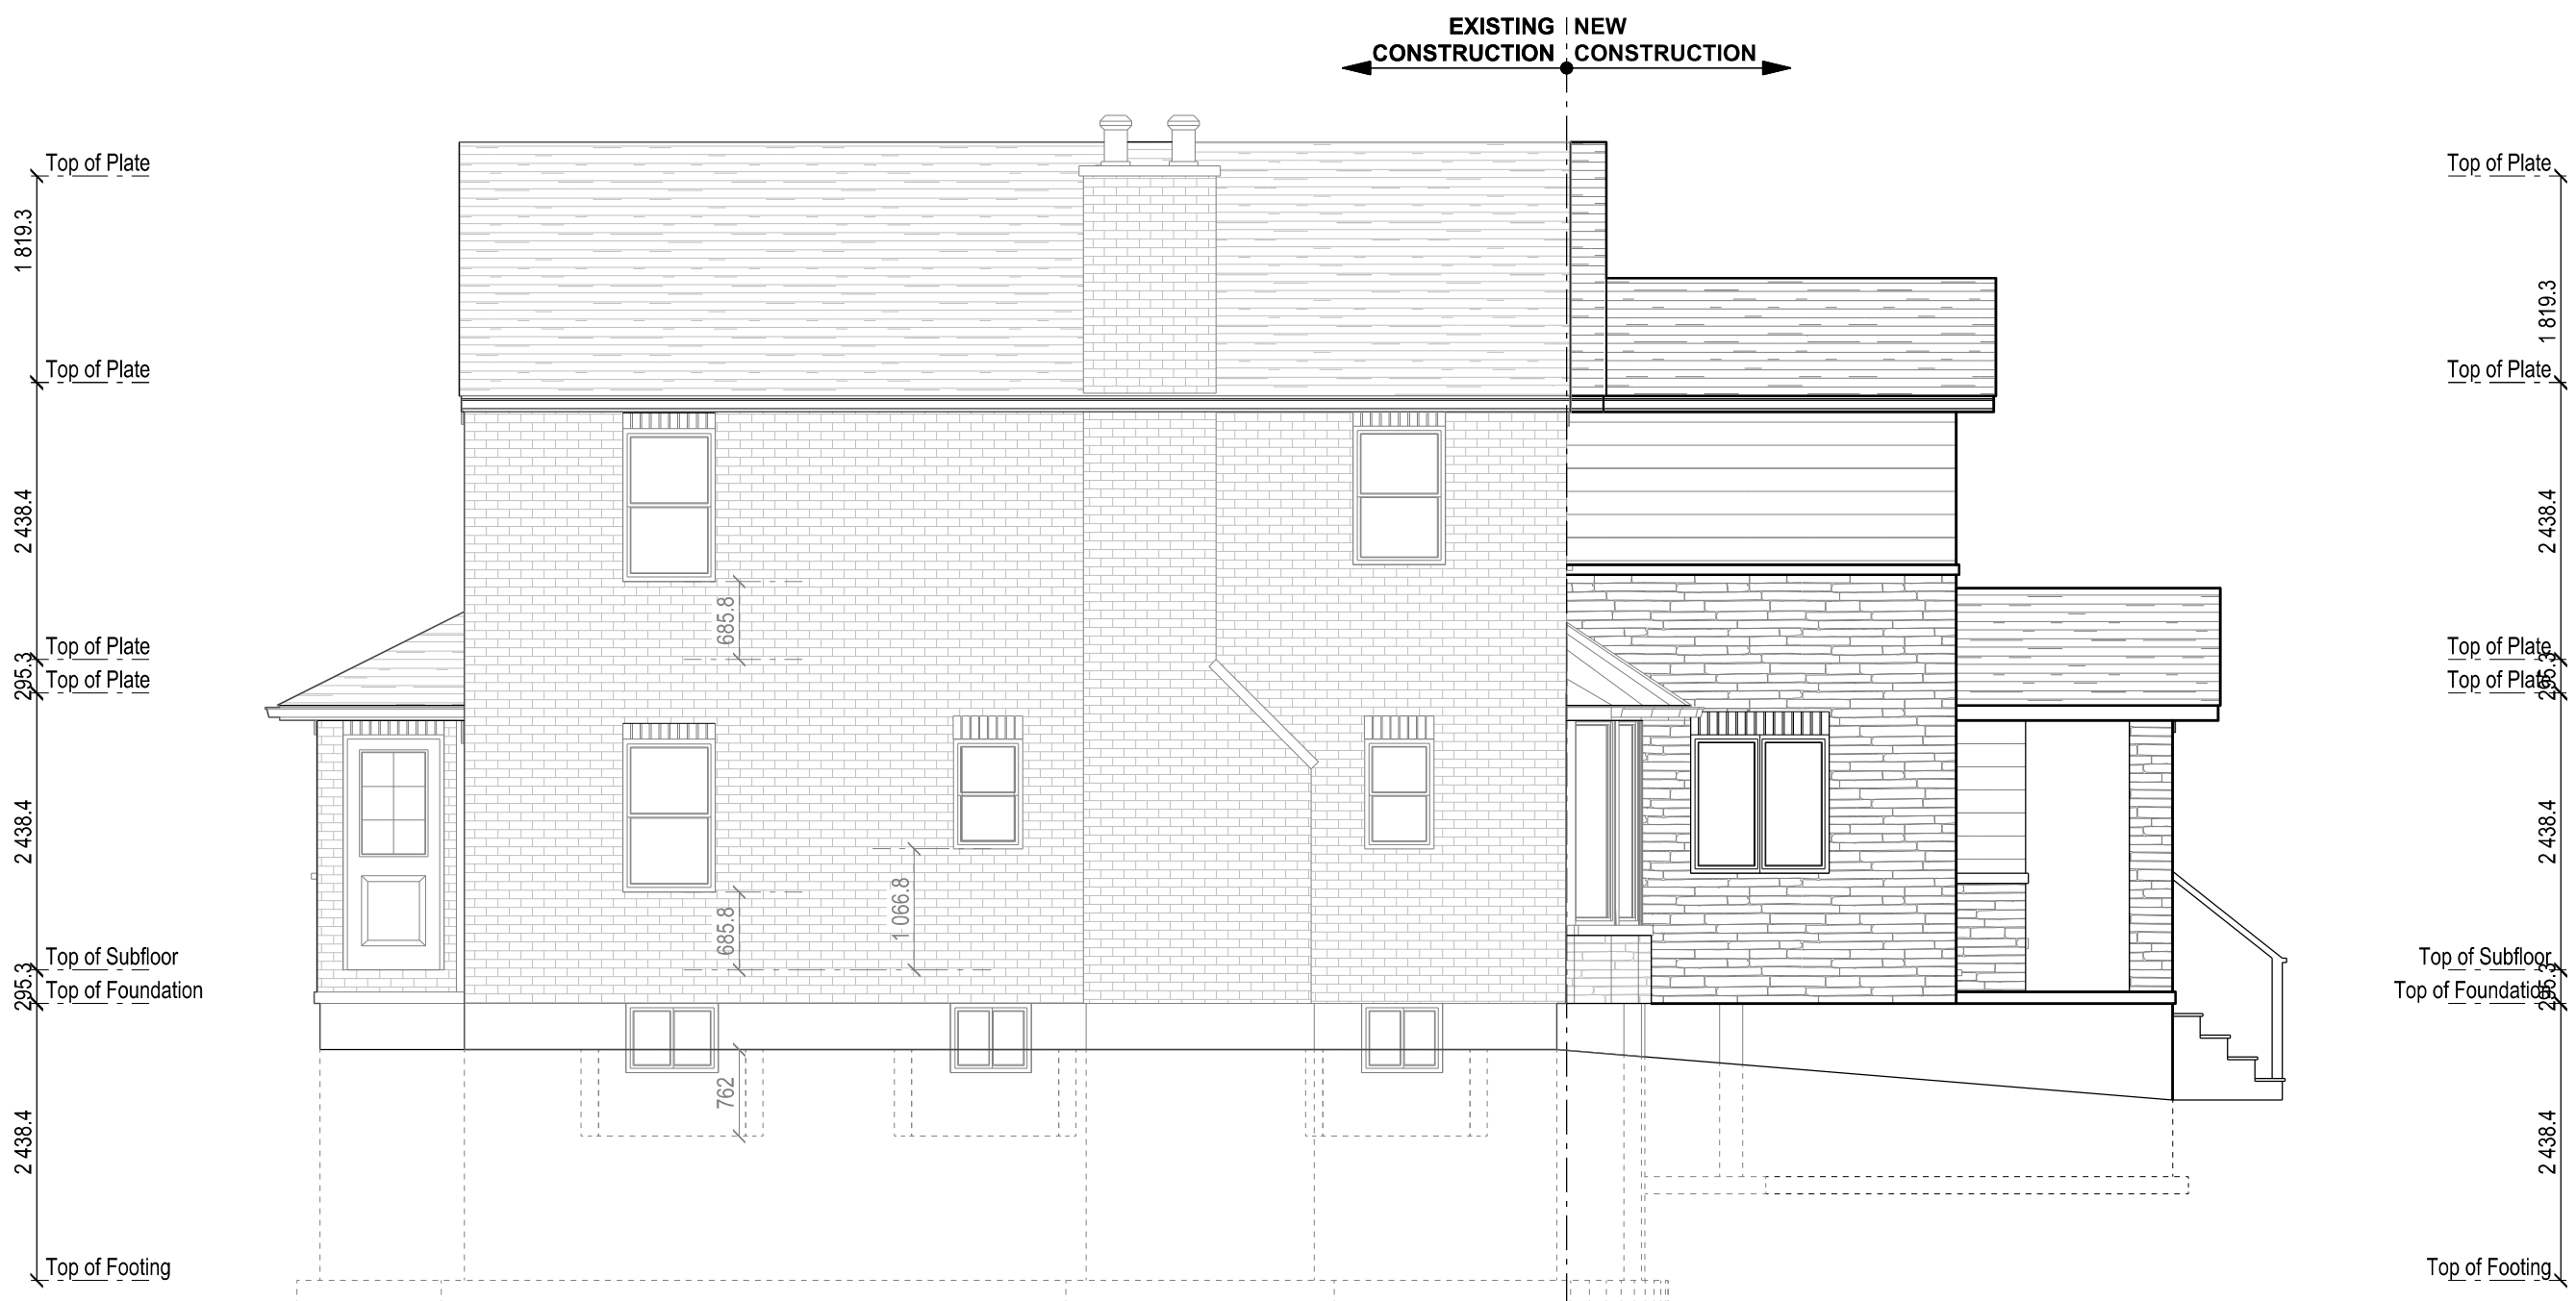 EXISTING NEW
CONSTRUCTION CONSTRUCTION
Top of Plate
Top of Plate
1 819.3
1 819.3
Top of Plate
Top of Plate
2 438.4
2 438.4
685.8
Top of Plate
Top of Plate
295.3
295.3
Top of Plate
Top of Plate
2 438.4
2 438.4
685.8
1 066.8
Top of Subfloor
Top of Subfloor
295.3
295.3
Top of Foundation
Top of Foundation
762
2 438.4
2 438.4
Top of Footing
Top of Footing